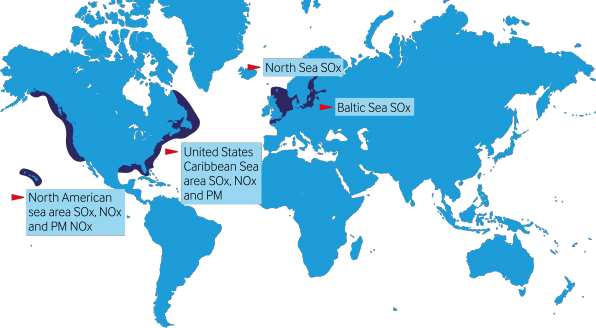 North Sea SOx
Baltic Sea SOx
United States
Caribbean Sea
area SOx, NOx
and PM
North American
sea area SOx, NOx
and PM NOx